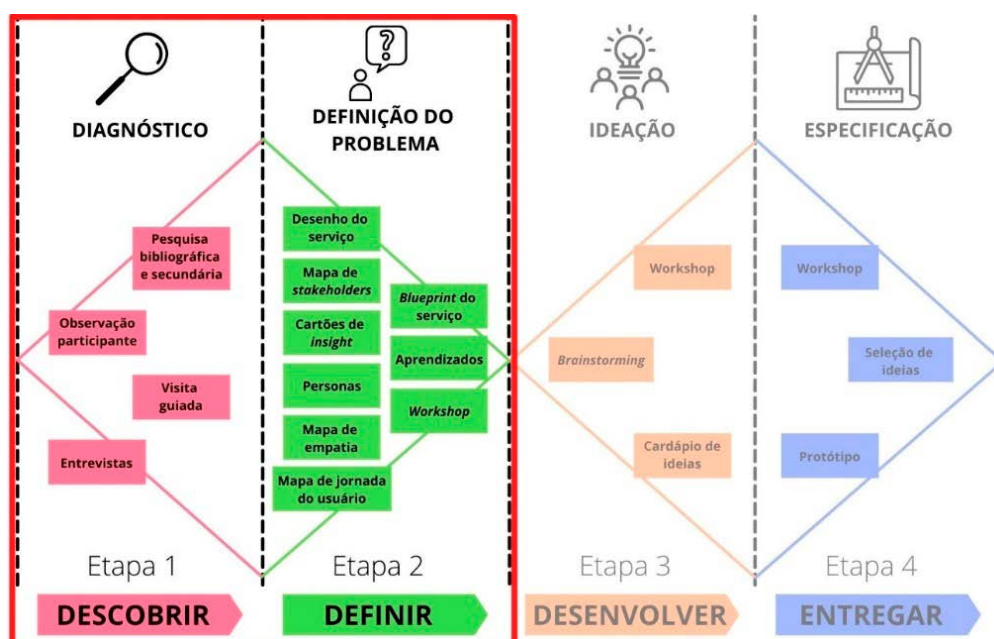 ?
DIAGNÓSTICO
DEFINIÇÃO DO
PROBLEMA
IDEAÇÃO
ESPECIFICAÇÃO
Pesquisa
bibliográfica
e secundária
Observação
participante
Visita
guiada
Entrevistas
Desenho do
serviço
Mapa de
stakeholders
Cartões de
insight
Personas
Mapa de
empatia
Mapa de jornada
do usuário
Blueprint do
serviço
Aprendizados
Workshop
Workshop
Brainstorming
Cardápio de
ideias
Workshop
Seleção de
ideias
Protótipo
Etapa 1
Etapa 2
Etapa 3
Etapa 4
DESCOBRIR
DEFINIR
DESENVOLVER
ENTREGAR